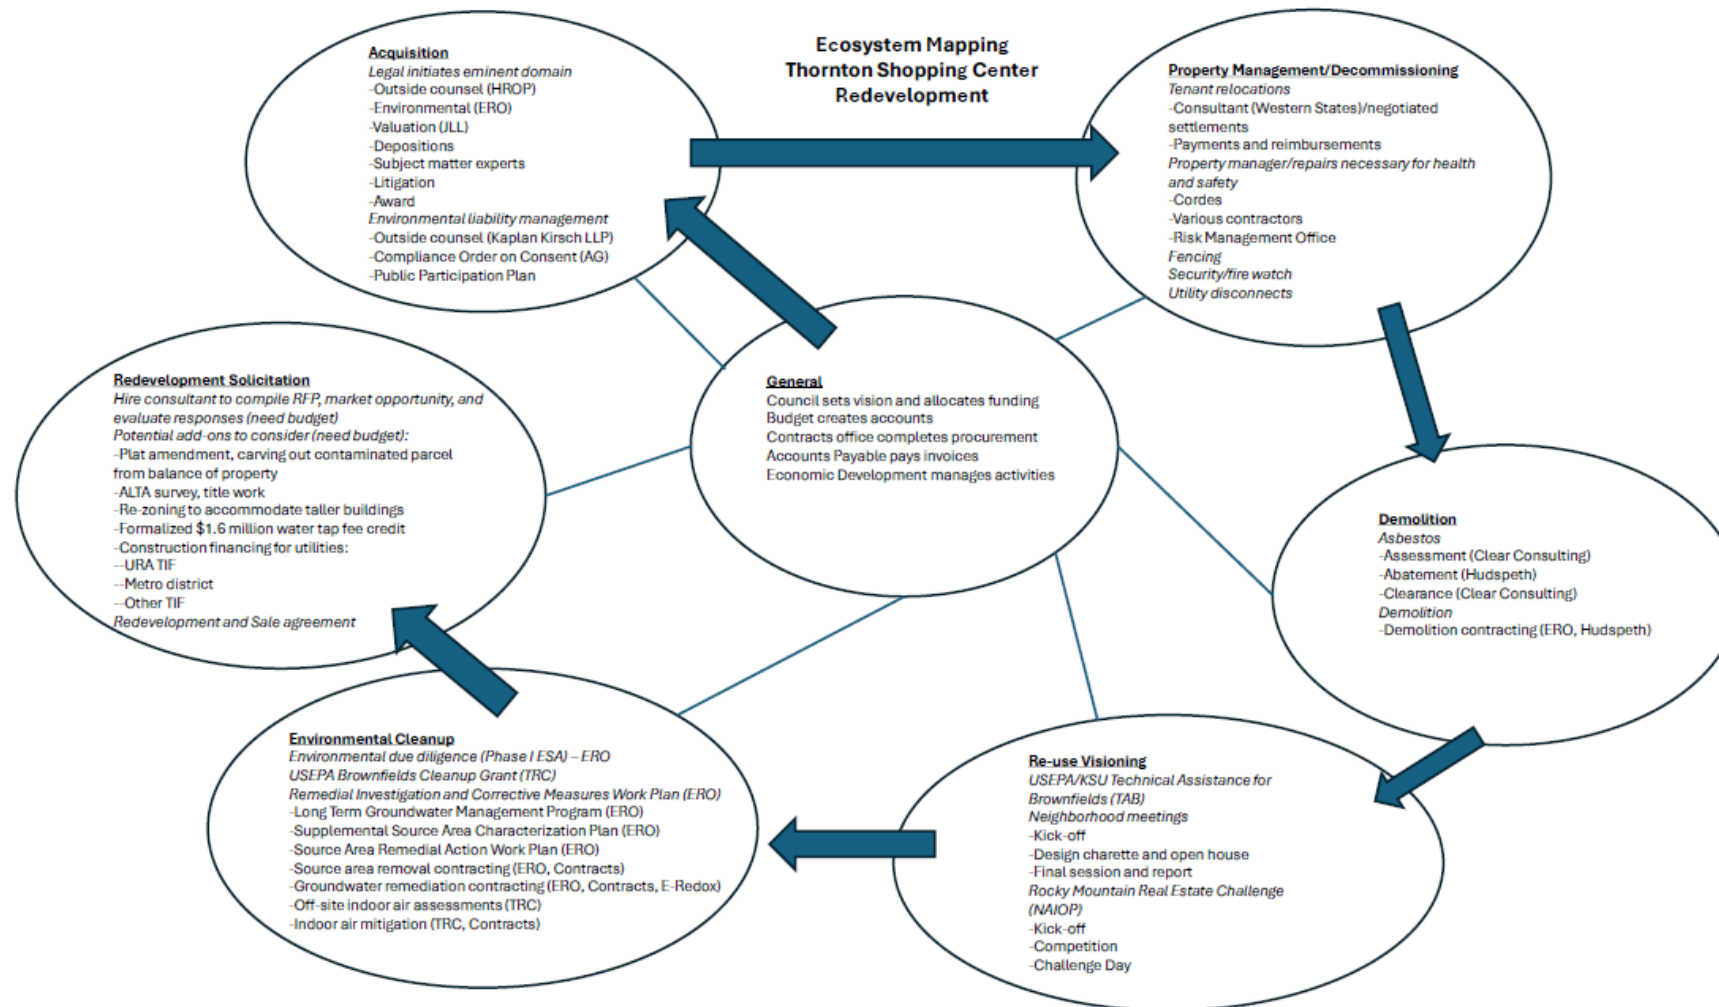 Ecosystem Mapping
Thornton Shopping Center
Redevelopment
Acquisition
Legal initiates eminent domain
-Outside counsel (HROP)
-Environmental (ERO)
-Valuation (JLL)
-Depositions
-Subject matter experts
-Litigation
-Award
Environmental liability management
-Outside counsel (Kaplan Kirsch LLP)
-Compliance Order on Consent (AG)
-Public Participation Plan
Property Management/Decommissioning
Tenant relocations
-Consultant (Western States)/negotiated
settlements
-Payments and reimbursements
Property manager/repairs necessary for health
and safety
-Cordes
-Various contractors
-Risk Management Office
Fencing
Security/fire watch
Utility disconnects
General
Council sets vision and allocates funding
Budget creates accounts
Contracts office completes procurement
Accounts Payable pays invoices
Economic Development manages activities
Redevelopment Solicitation
Hire consultant to compile RFP, market opportunity, and
evaluate responses (need budget)
Potential add-ons to consider (need budget):
-Plat amendment, carving out contaminated parcel
from balance of property
-ALTA survey, title work
-Re-zoning to accommodate taller buildings
-Formalized $1.6 million water tap fee credit
-Construction financing for utilities:
--URA TIF
--Metro district
--Other TIF
Redevelopment and Sale agreement
Demolition
Asbestos
-Assessment (Clear Consulting)
-Abatement (Hudspeth)
-Clearance (Clear Consulting)
Demolition
-Demolition contracting (ERO, Hudspeth)
Environmental Cleanup
Environmental due diligence (Phase I ESA) – ERO
USEPA Brownfields Cleanup Grant (TRC)
Remedial Investigation and Corrective Measures Work Plan (ERO)
-Long Term Groundwater Management Program (ERO)
-Supplemental Source Area Characterization Plan (ERO)
-Source Area Remedial Action Work Plan (ERO)
-Source area removal contracting (ERO, Contracts)
-Groundwater remediation contracting (ERO, Contracts, E-Redox)
-Off-site indoor air assessments (TRC)
-Indoor air mitigation (TRC, Contracts)
Re-use Visioning
USEPA/KSU Technical Assistance for
Brownfields (TAB)
Neighborhood meetings
-Kick-off
-Design charette and open house
-Final session and report
Rocky Mountain Real Estate Challenge
(NAIOP)
-Kick-off
-Competition
-Challenge Day